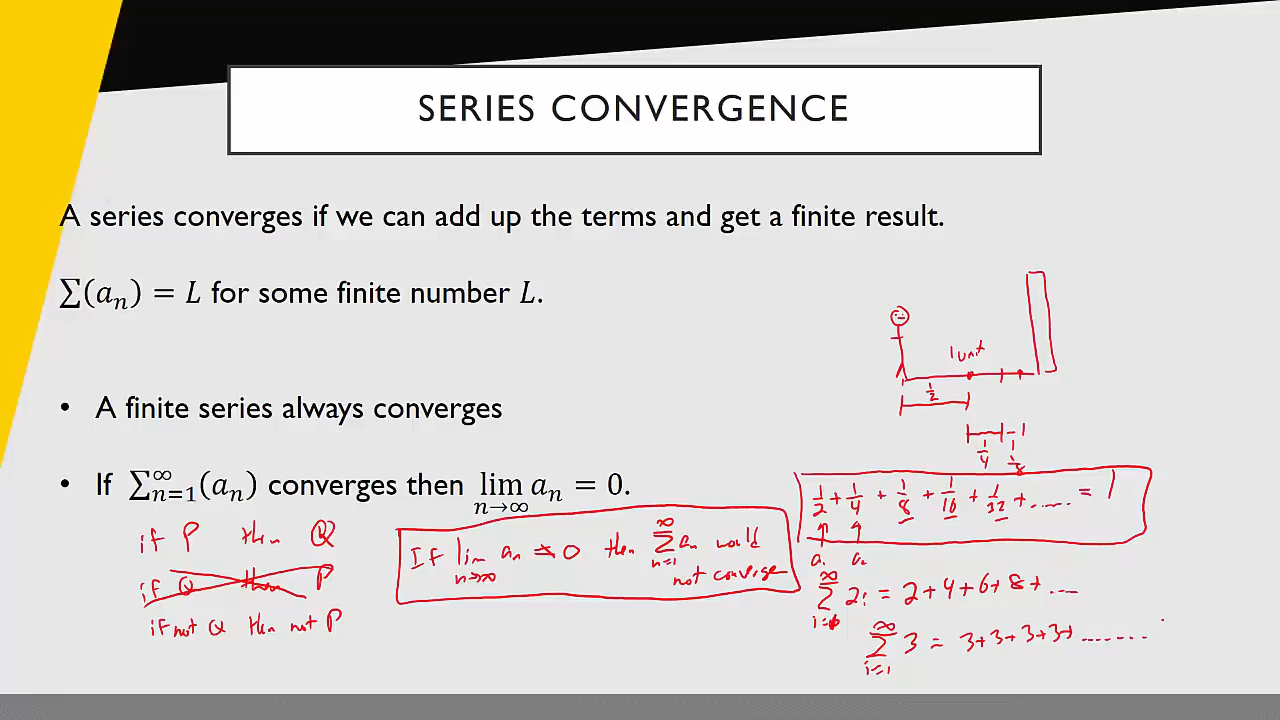 SERIES CONVERGENCE
A series converges if we can add up the terms and get a finite result.
∑(aₙ) = L for some finite number L.
1 unit
1/2
• A finite series always converges
1/4 1/8
• If ∑_{n=1}^{∞}(aₙ) converges then lim_{n→∞} aₙ = 0.
1/2 + 1/4 + 1/8 + 1/16 + 1/32 + ...... = 1
a₁ a₂
if P then Q
If lim_{n→∞} aₙ ≠ 0 then ∑_{n=1}^{∞} aₙ would
not converge
if Q then P
if not Q then not P
∑_{i=}^{∞} 2i = 2+4+6+8+ ....
∑_{i=1}^{∞} 3 = 3+3+3+3+ .......